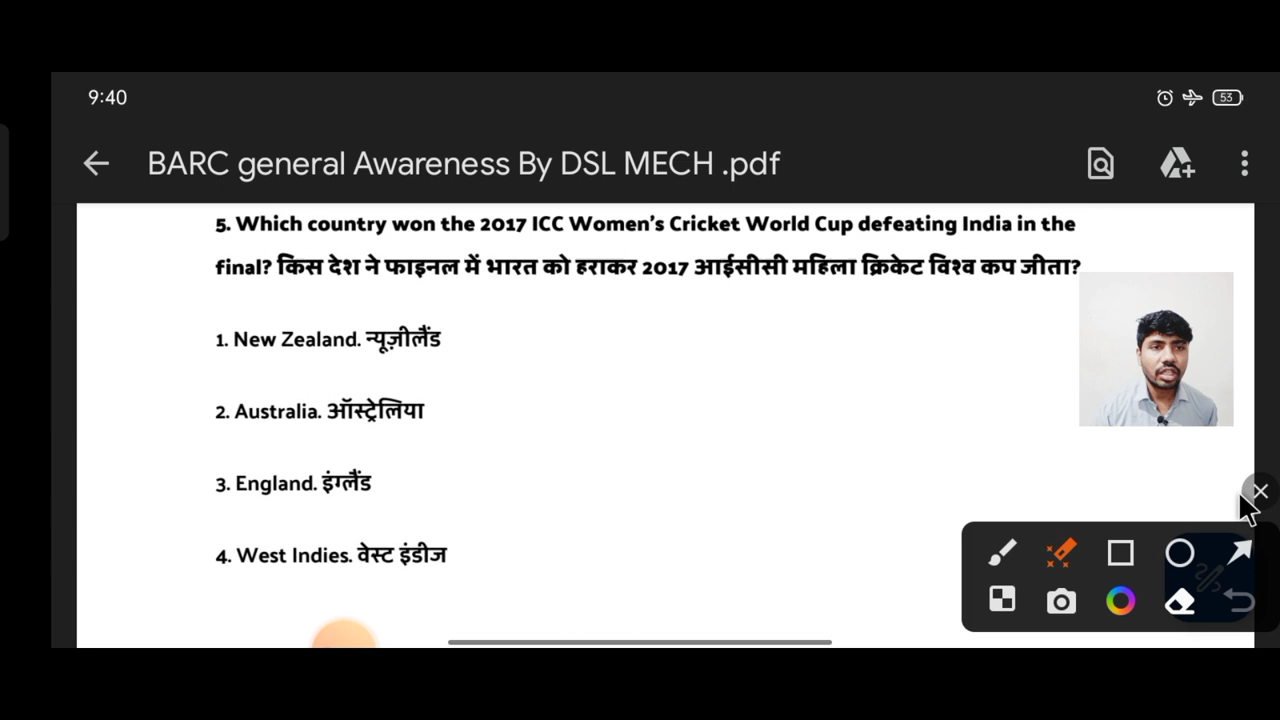 9:40
53
BARC general Awareness By DSL MECH .pdf
5. Which country won the 2017 ICC Women's Cricket World Cup defeating India in the
final? किस देश ने फाइनल में भारत को हराकर 2017 आईसीसी महिला क्रिकेट विश्व कप जीता?
1. New Zealand. न्यूज़ीलैंड
2. Australia. ऑस्ट्रेलिया
3. England. इंग्लैंड
4. West Indies. वेस्ट इंडीज